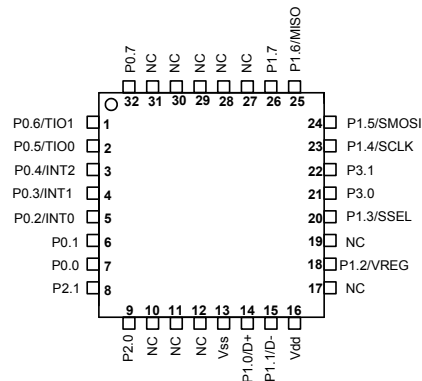 P0.7
NC
NC
NC
NC
NC
P1.7
P1.6/MISO
32
31
30
29
28
27
26
25
P0.6/TIO1 1
P0.5/TIO0 2
P0.4/INT2 3
P0.3/INT1 4
P0.2/INT0 5
P0.1 6
P0.0 7
P2.1 8
24 P1.5/SMOSI
23 P1.4/SCLK
22 P3.1
21 P3.0
20 P1.3/SSEL
19 NC
18 P1.2/VREG
17 NC
9
10
11
12
13
14
15
16
P2.0
NC
NC
NC
Vss
P1.0/D+
P1.1/D-
Vdd